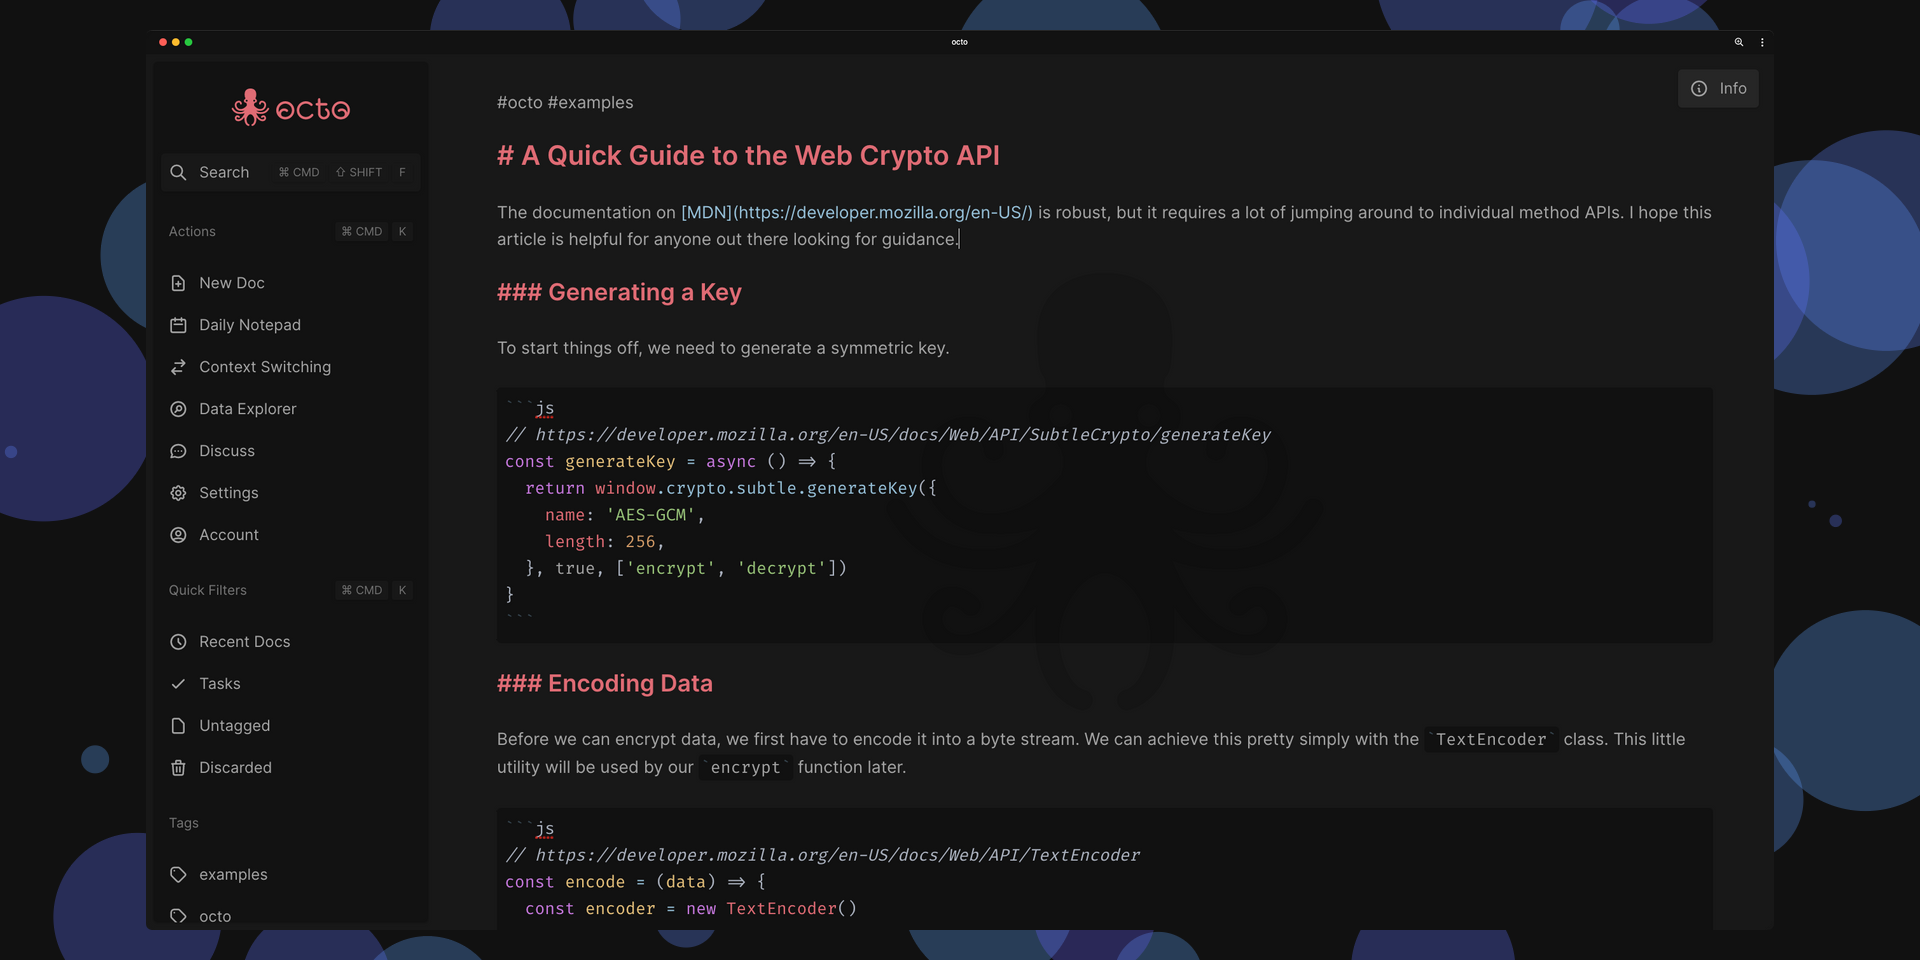 octo
octo
Search ⌘ CMD ⇧ SHIFT F
Actions ⌘ CMD K
New Doc
Daily Notepad
Context Switching
Data Explorer
Discuss
Settings
Account
Quick Filters ⌘ CMD K
Recent Docs
Tasks
Untagged
Discarded
Tags
examples
octo
Info
#octo #examples
# A Quick Guide to the Web Crypto API
The documentation on [MDN](https://developer.mozilla.org/en-US/) is robust, but it requires a lot of jumping around to individual method APIs. I hope this
article is helpful for anyone out there looking for guidance.
### Generating a Key
To start things off, we need to generate a symmetric key.
```js
// https://developer.mozilla.org/en-US/docs/Web/API/SubtleCrypto/generateKey
const generateKey = async () => {
  return window.crypto.subtle.generateKey({
    name: 'AES-GCM',
    length: 256,
  }, true, ['encrypt', 'decrypt'])
}
```
### Encoding Data
Before we can encrypt data, we first have to encode it into a byte stream. We can achieve this pretty simply with the `TextEncoder` class. This little
utility will be used by our `encrypt` function later.
```js
// https://developer.mozilla.org/en-US/docs/Web/API/TextEncoder
const encode = (data) => {
  const encoder = new TextEncoder()